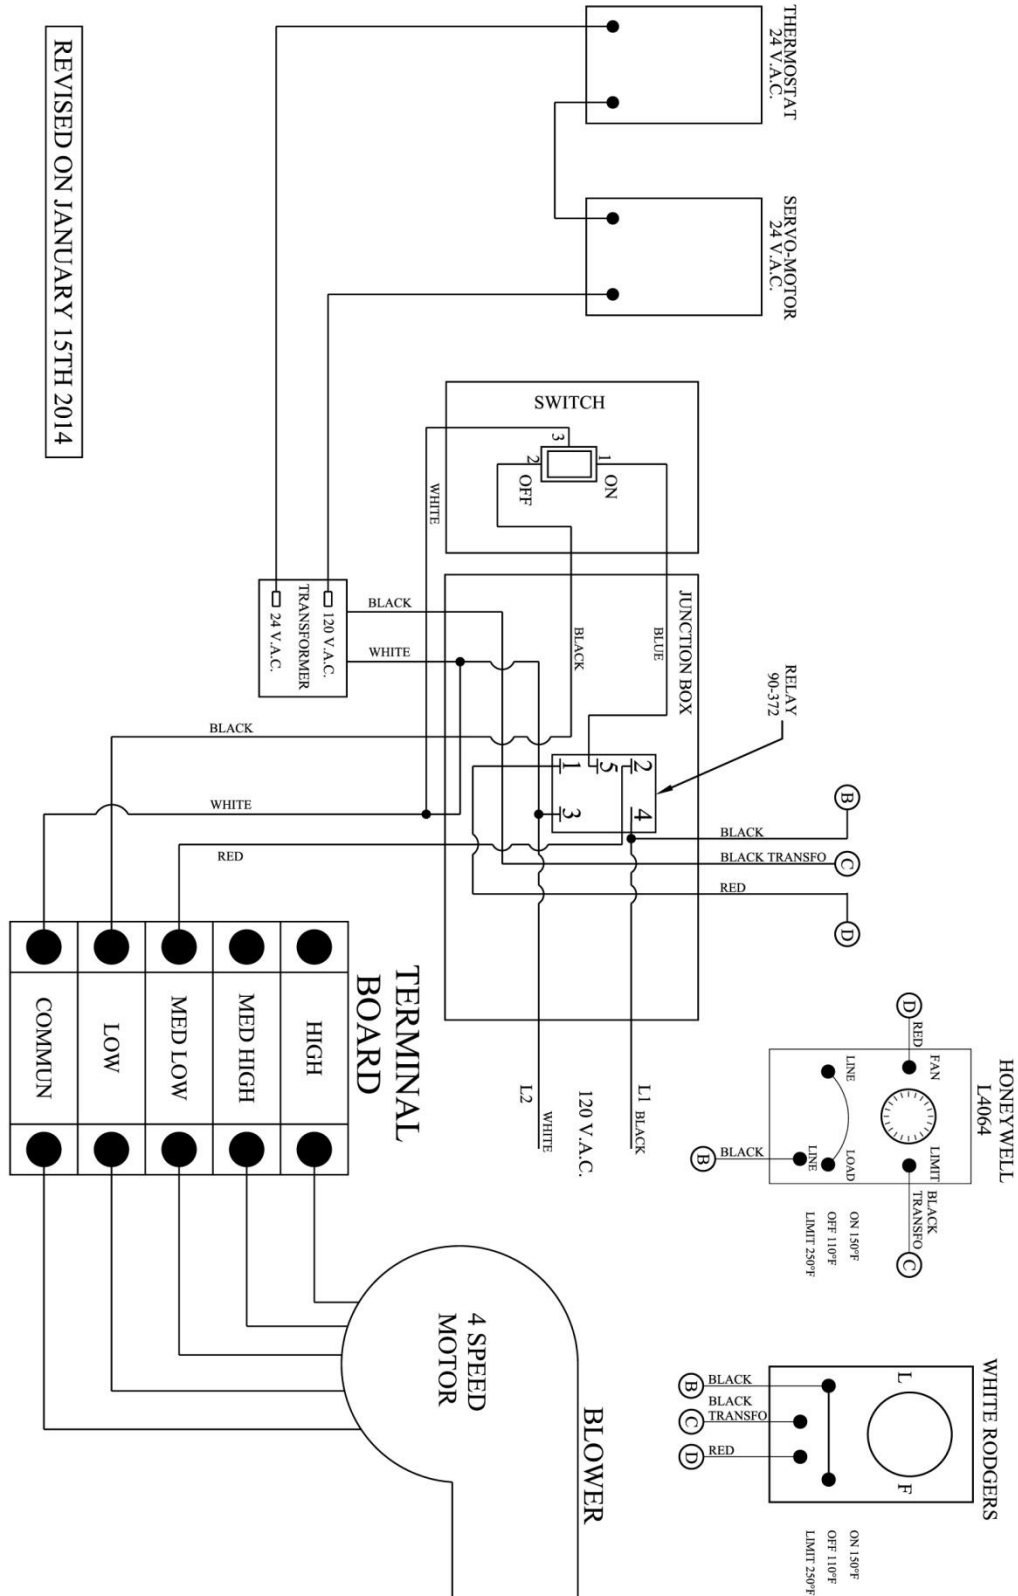 THERMOSTAT
24 V.A.C.
SERVO-MOTOR
24 V.A.C.
SWITCH
3
1
2
ON
OFF
WHITE
BLUE
BLACK
JUNCTION BOX
RELAY
90-372
2
4
5
1
3
120 V.A.C.
TRANSFORMER
24 V.A.C.
BLACK
WHITE
BLACK
WHITE
RED
BLACK
BLACK TRANSFO
RED
B
C
D
L1 BLACK
120 V.A.C.
L2 WHITE
HONEYWELL
L4064
D
RED
FAN
LIMIT
BLACK
TRANSFO
C
LINE
LOAD
LINE
BLACK
B
ON 150°F
OFF 110°F
LIMIT 250°F
WHITE RODGERS
L
F
B
BLACK
C
BLACK
TRANSFO
D
RED
ON 150°F
OFF 110°F
LIMIT 250°F
TERMINAL
BOARD
HIGH
MED HIGH
MED LOW
LOW
COMMUN
4 SPEED
MOTOR
BLOWER
REVISED ON JANUARY 15TH 2014